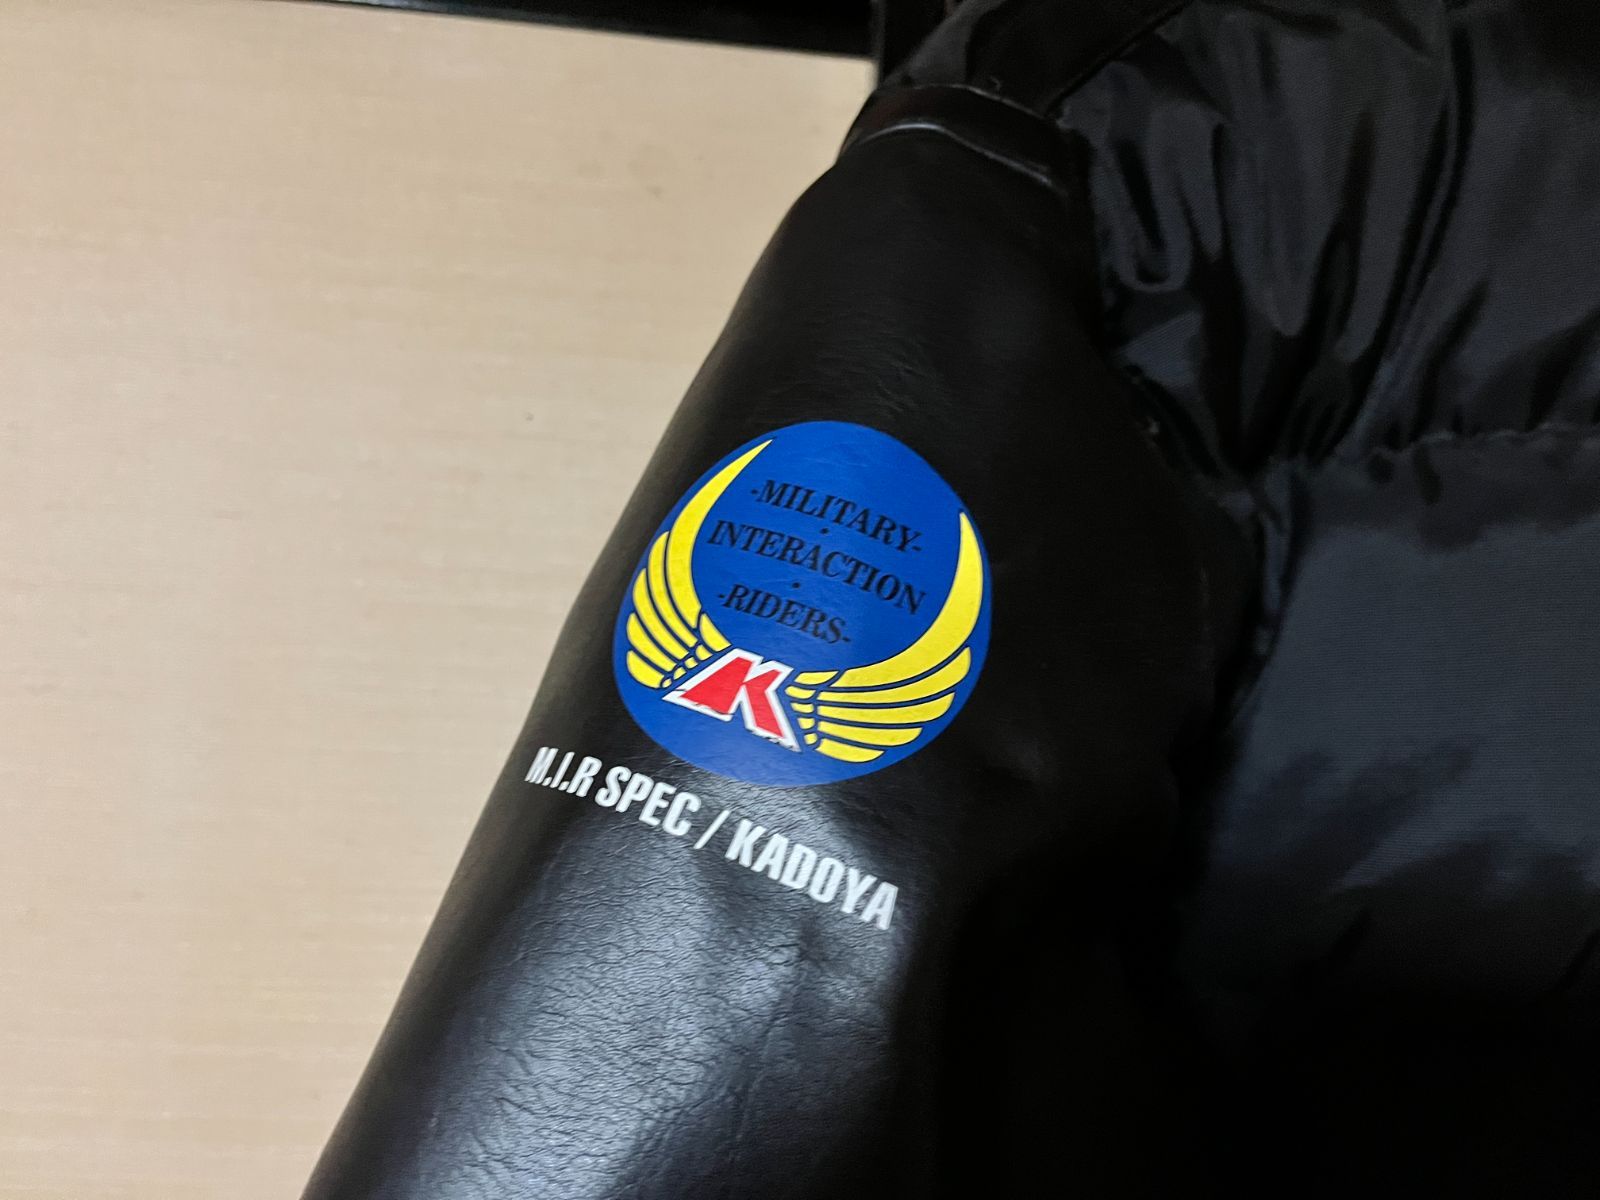 -MILITARY-
·
INTERACTION
·
-RIDERS-
K
M.I.R SPEC / KADOYA